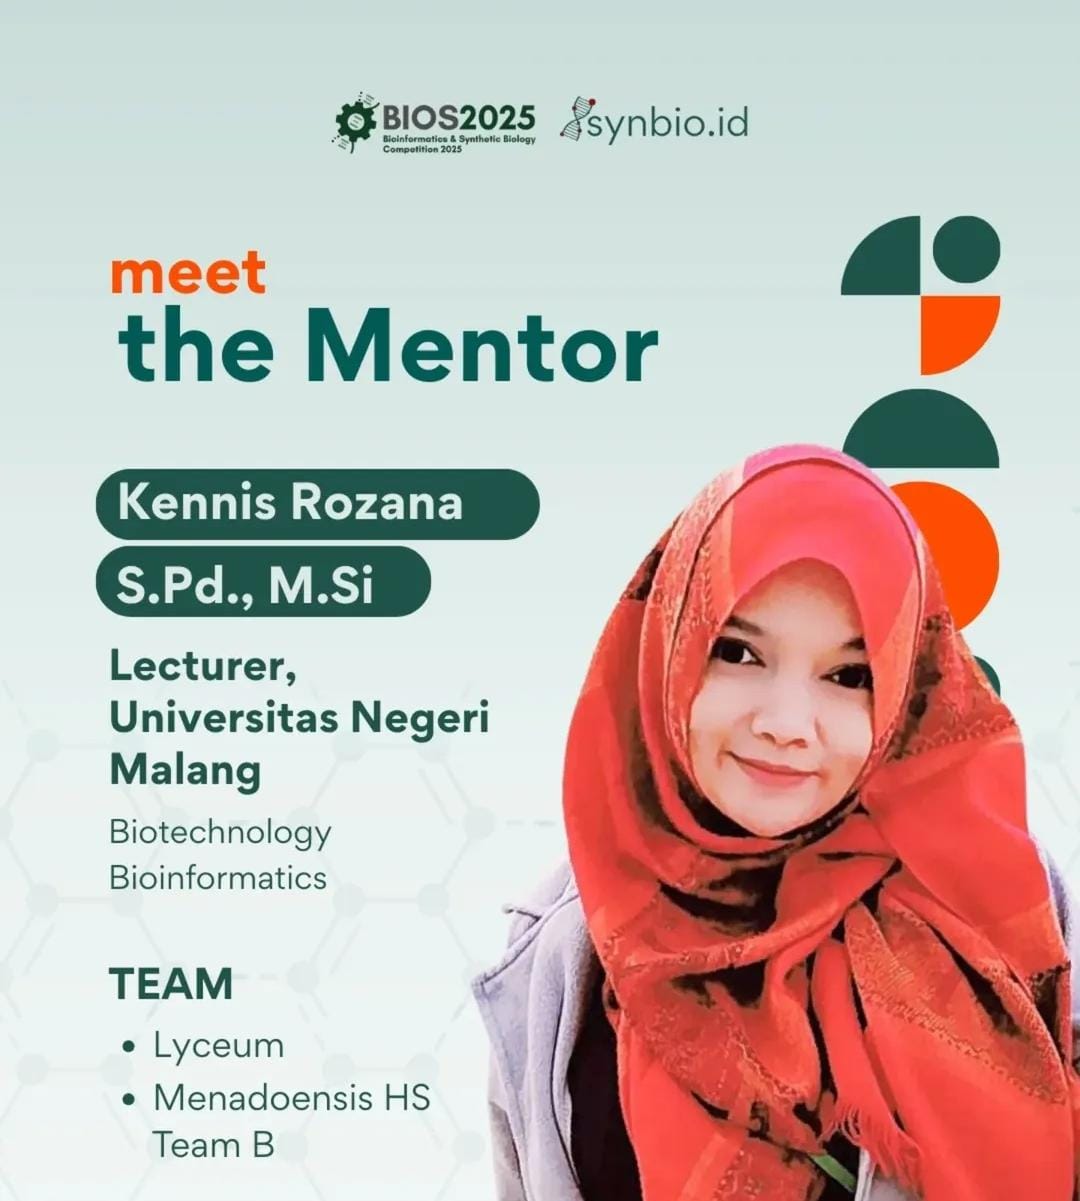 BIOS2025
Bioinformatics & Synthetic Biology
Competition 2025
synbio.id
meet
the Mentor
Kennis Rozana
S.Pd., M.Si
Lecturer,
Universitas Negeri
Malang
Biotechnology
Bioinformatics
TEAM
• Lyceum
• Menadoensis HS
Team B